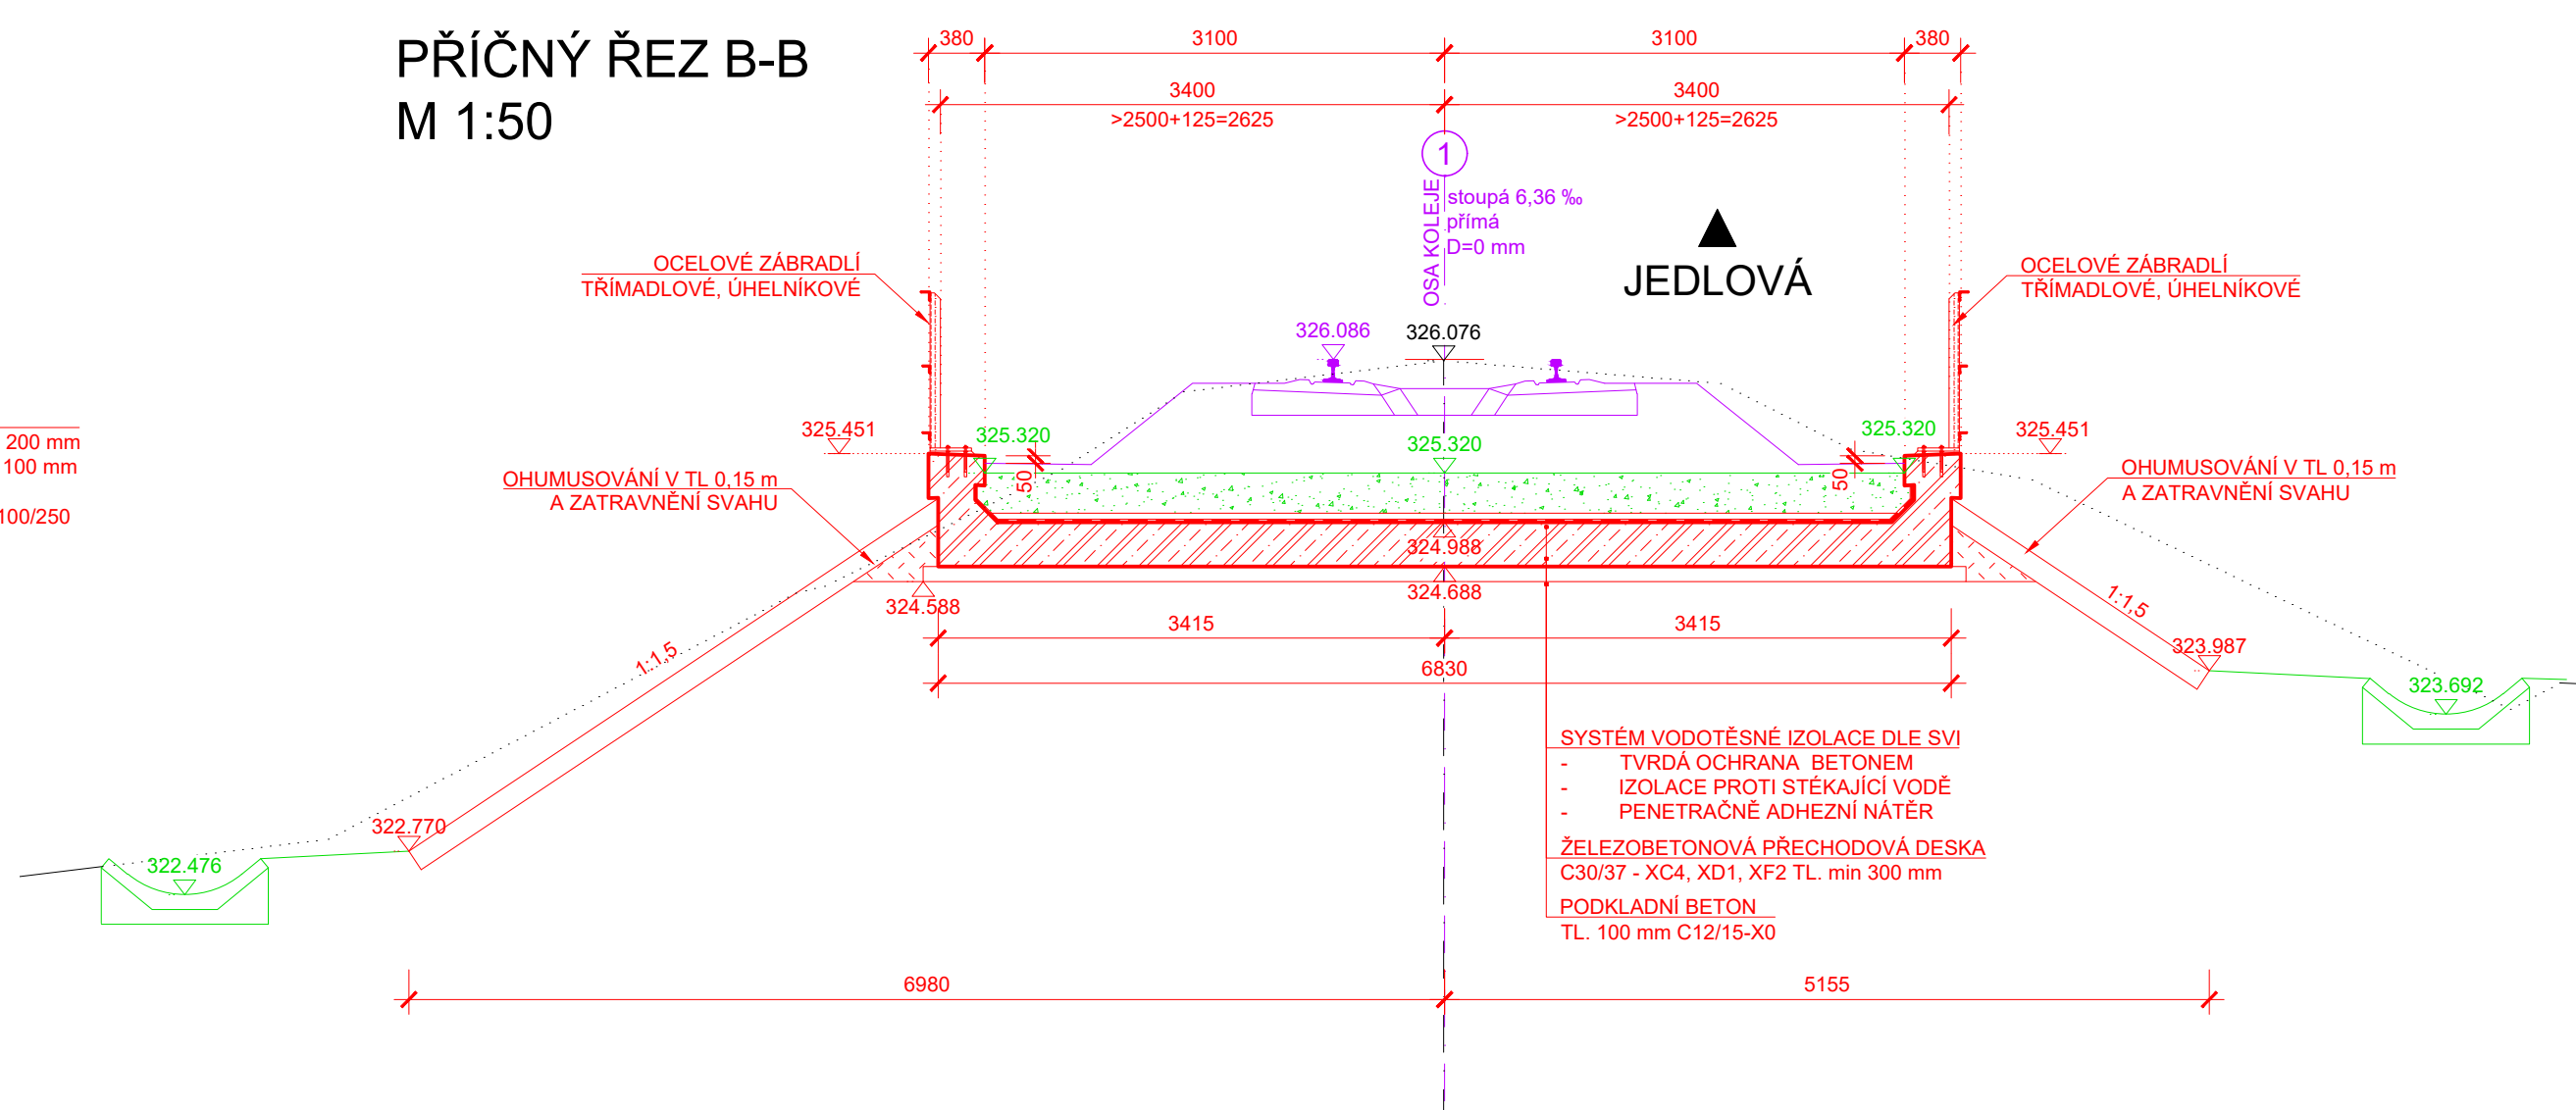 PŘÍČNÝ ŘEZ B-B
M 1:50
380
3100
3100
380
3400
3400
>2500+125=2625
>2500+125=2625
1
OSA KOLEJE
stoupá 6,36 ‰
přímá
D=0 mm
JEDLOVÁ
OCELOVÉ ZÁBRADLÍ
TŘÍMADLOVÉ, ÚHELNÍKOVÉ
OCELOVÉ ZÁBRADLÍ
TŘÍMADLOVÉ, ÚHELNÍKOVÉ
326.086
326.076
325.451
325.320
325.320
325.320
325.451
200 mm
100 mm
100/250
50
50
OHUMUSOVÁNÍ V TL 0,15 m
A ZATRAVNĚNÍ SVAHU
OHUMUSOVÁNÍ V TL 0,15 m
A ZATRAVNĚNÍ SVAHU
324.988
324.588
324.688
1:1,5
1:1,5
3415
3415
6830
323.987
323.692
SYSTÉM VODOTĚSNÉ IZOLACE DLE SVI
- TVRDÁ OCHRANA BETONEM
- IZOLACE PROTI STÉKAJÍCÍ VODĚ
- PENETRAČNĚ ADHEZNÍ NÁTĚR
ŽELEZOBETONOVÁ PŘECHODOVÁ DESKA
C30/37 - XC4, XD1, XF2 TL. min 300 mm
PODKLADNÍ BETON
TL. 100 mm C12/15-X0
322.770
322.476
6980
5155